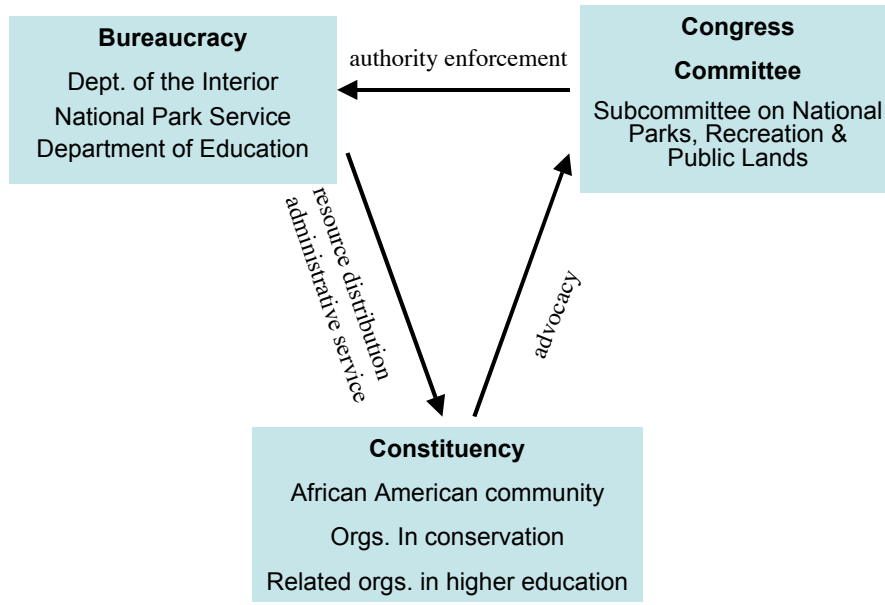 Bureaucracy
Dept. of the Interior
National Park Service
Department of Education
authority enforcement
Congress
Committee
Subcommittee on National
Parks, Recreation &
Public Lands
resource distribution
administrative service
advocacy
Constituency
African American community
Orgs. In conservation
Related orgs. in higher education